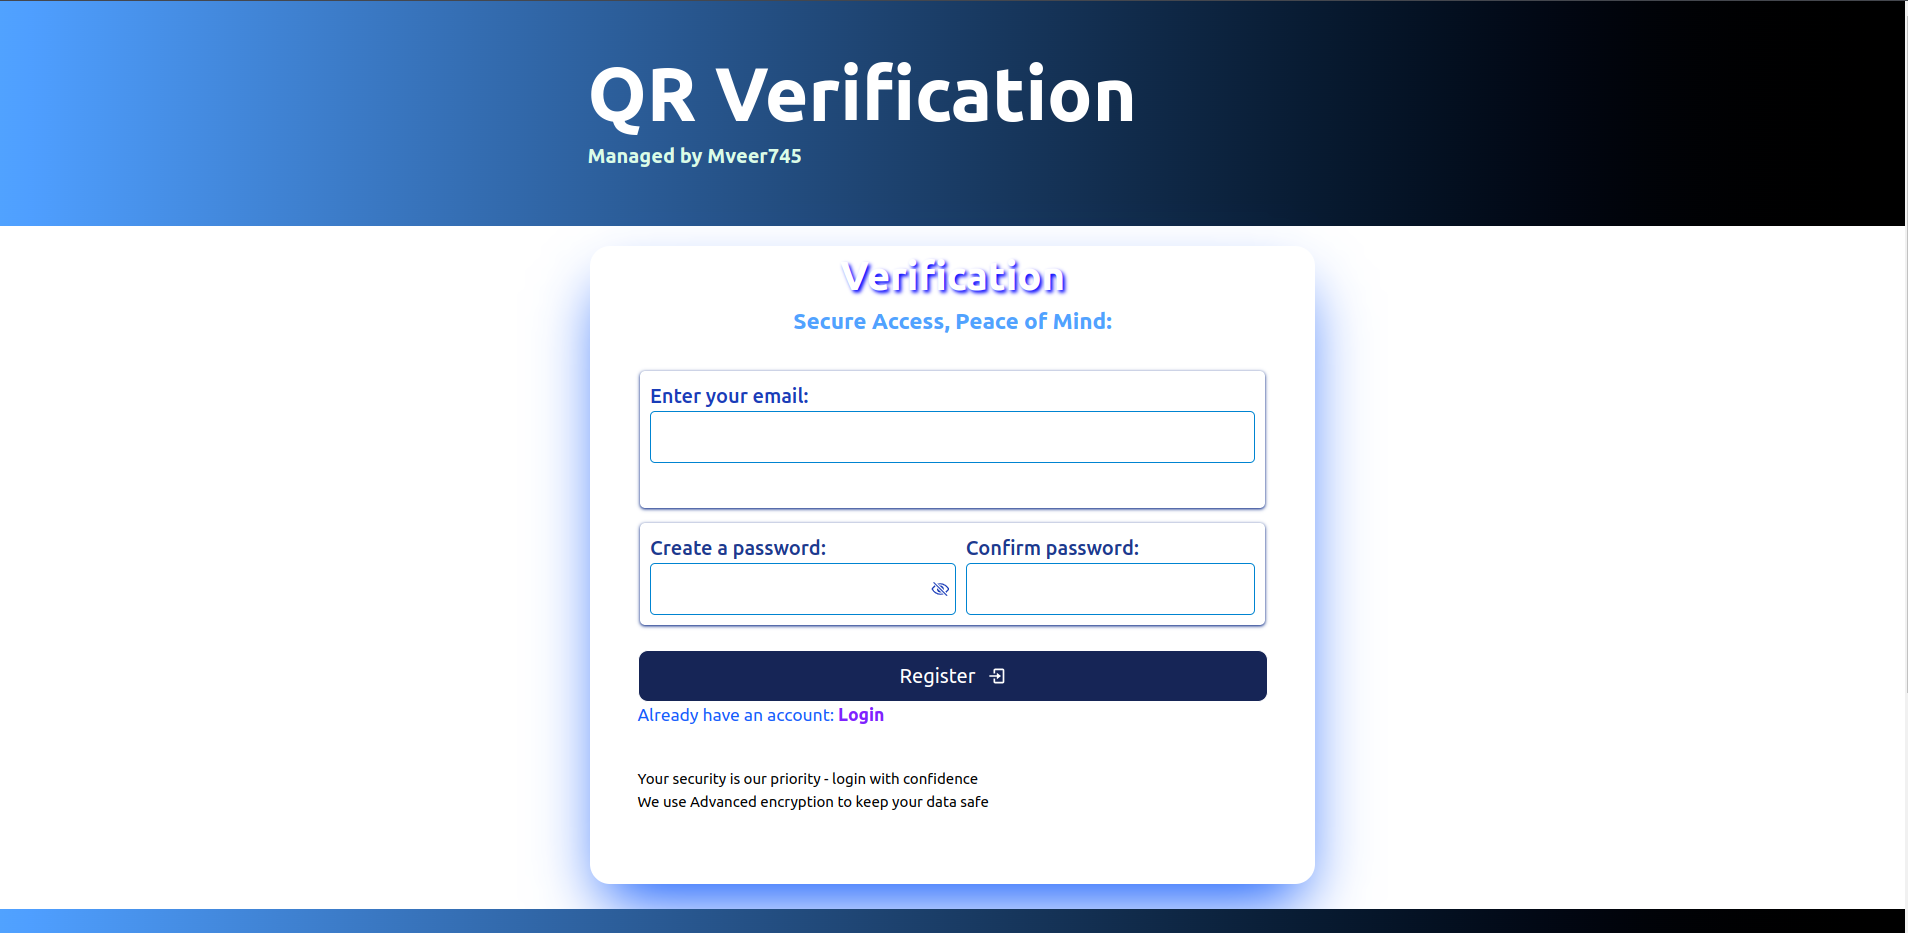 QR Verification
Managed by Mveer745
Verification
Secure Access, Peace of Mind:
Enter your email:
Create a password:
Confirm password:
Register
Already have an account: Login
Your security is our priority - login with confidence
We use Advanced encryption to keep your data safe